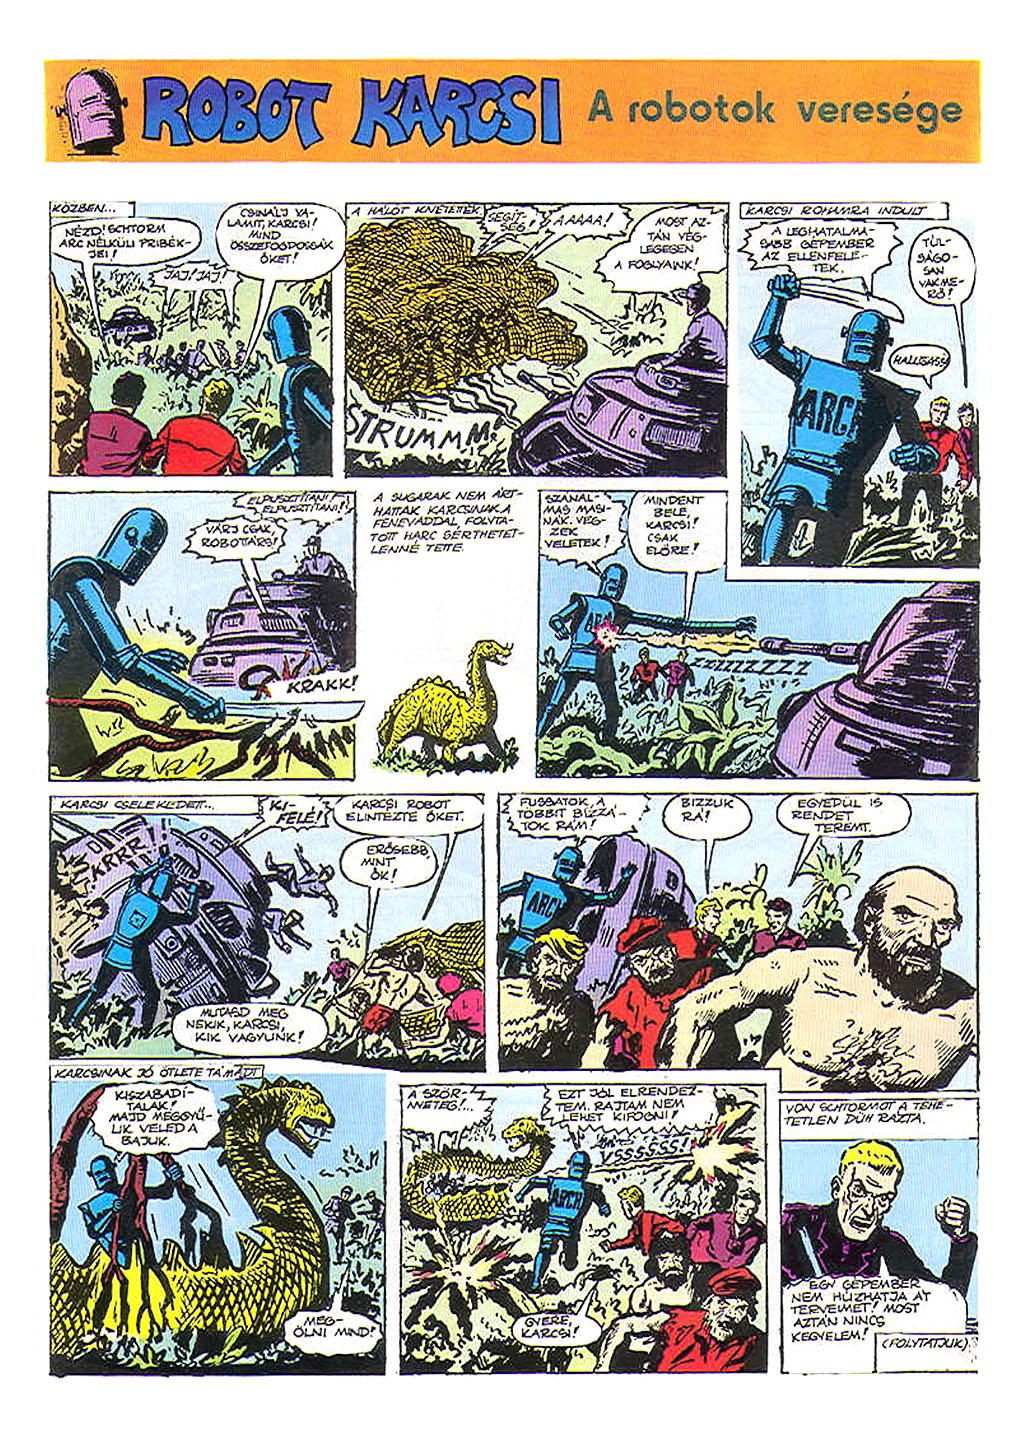 ROBOT KARCSI
A robotok veresége
KÖZBEN...
NÉZD! SCHTORM
ARC NÉLKÜLI PRIBÉK-
JEI!
JAJ! JAJ!
CSINÁLJ VA-
LAMIT, KARCSI!
MIND
ÖSSZEFOGDOSSÁK
ŐKET!
A HÁLÓT KIVETETTÉK
SEGÍT-
SÉG!
AAAAA!
MOST AZ-
TÁN VÉG-
LEGESEN
A FOGLYAINK!
STRUMMM!
KARCSI ROHAMRA INDULT
A LEGHATALMA-
SABB GÉPEMBER
AZ ELLENFELE-
TEK.
TÚL-
SÁGO-
SAN
VAKME-
RŐ!
HALLGASS!
ARCH
ELPUSZTÍTANI!
ELPUSZTÍTANI!
VÁRJ CSAK,
ROBOTTÁRS!
KRAKK!
A SUGARAK NEM ÁRT-
HATTAK KARCSINAK.A
FENEVADDAL FOLYTA-
TOTT HARC SÉRTHETET-
LENNÉ TETTE.
SZÁNAL-
MAS MASI-
NÁK. VÉG-
ZEK
VELETEK!
MINDENT
BELE,
KARCSI!
CSAK
ELŐRE!
ZZZZZZZZZ
KARCSI CSELEKEDETT...
KRRR!
KI-
FELÉ!
KARCSI ROBOT
ELINTÉZTE ŐKET.
ERŐSEBB,
MINT
ŐK!
MUTASD MEG
NEKIK, KARCSI,
KIK VAGYUNK!
FUSSATOK, A
TÖBBIT BÍZZÁ-
TOK RÁM!
BÍZZUK
RÁ!
EGYEDÜL IS
RENDET
TEREMT.
ARCH
KARCSINAK JÓ ÖTLETE TÁMADT
KISZABADÍ-
TALAK!
MAJD MEGGYŰ-
LIK VELED A
BAJUK.
MEG-
ÖLNI MIND!
A SZÖR-
NYETEG!...
EZT JÓL ELRENDEZ-
TEM. RAJTAM NEM
LEHET KIFOGNI!
VSSSSSS!
ARCH
GYERE,
KARCSI!
VON SCHTORMOT A TEHE-
TETLEN DÜH RÁZTA.
EGY GÉPEMBER
NEM HÚZHATJA ÁT
TERVEIMET! MOST
AZTÁN NINCS
KEGYELEM!
(FOLYTATJUK)